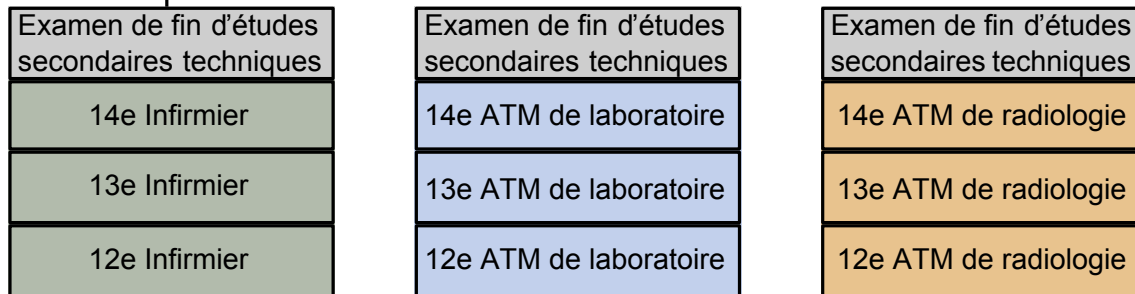 Examen de fin d’études
secondaires techniques
14e Infirmier
13e Infirmier
12e Infirmier
Examen de fin d’études
secondaires techniques
14e ATM de laboratoire
13e ATM de laboratoire
12e ATM de laboratoire
Examen de fin d’études
secondaires techniques
14e ATM de radiologie
13e ATM de radiologie
12e ATM de radiologie